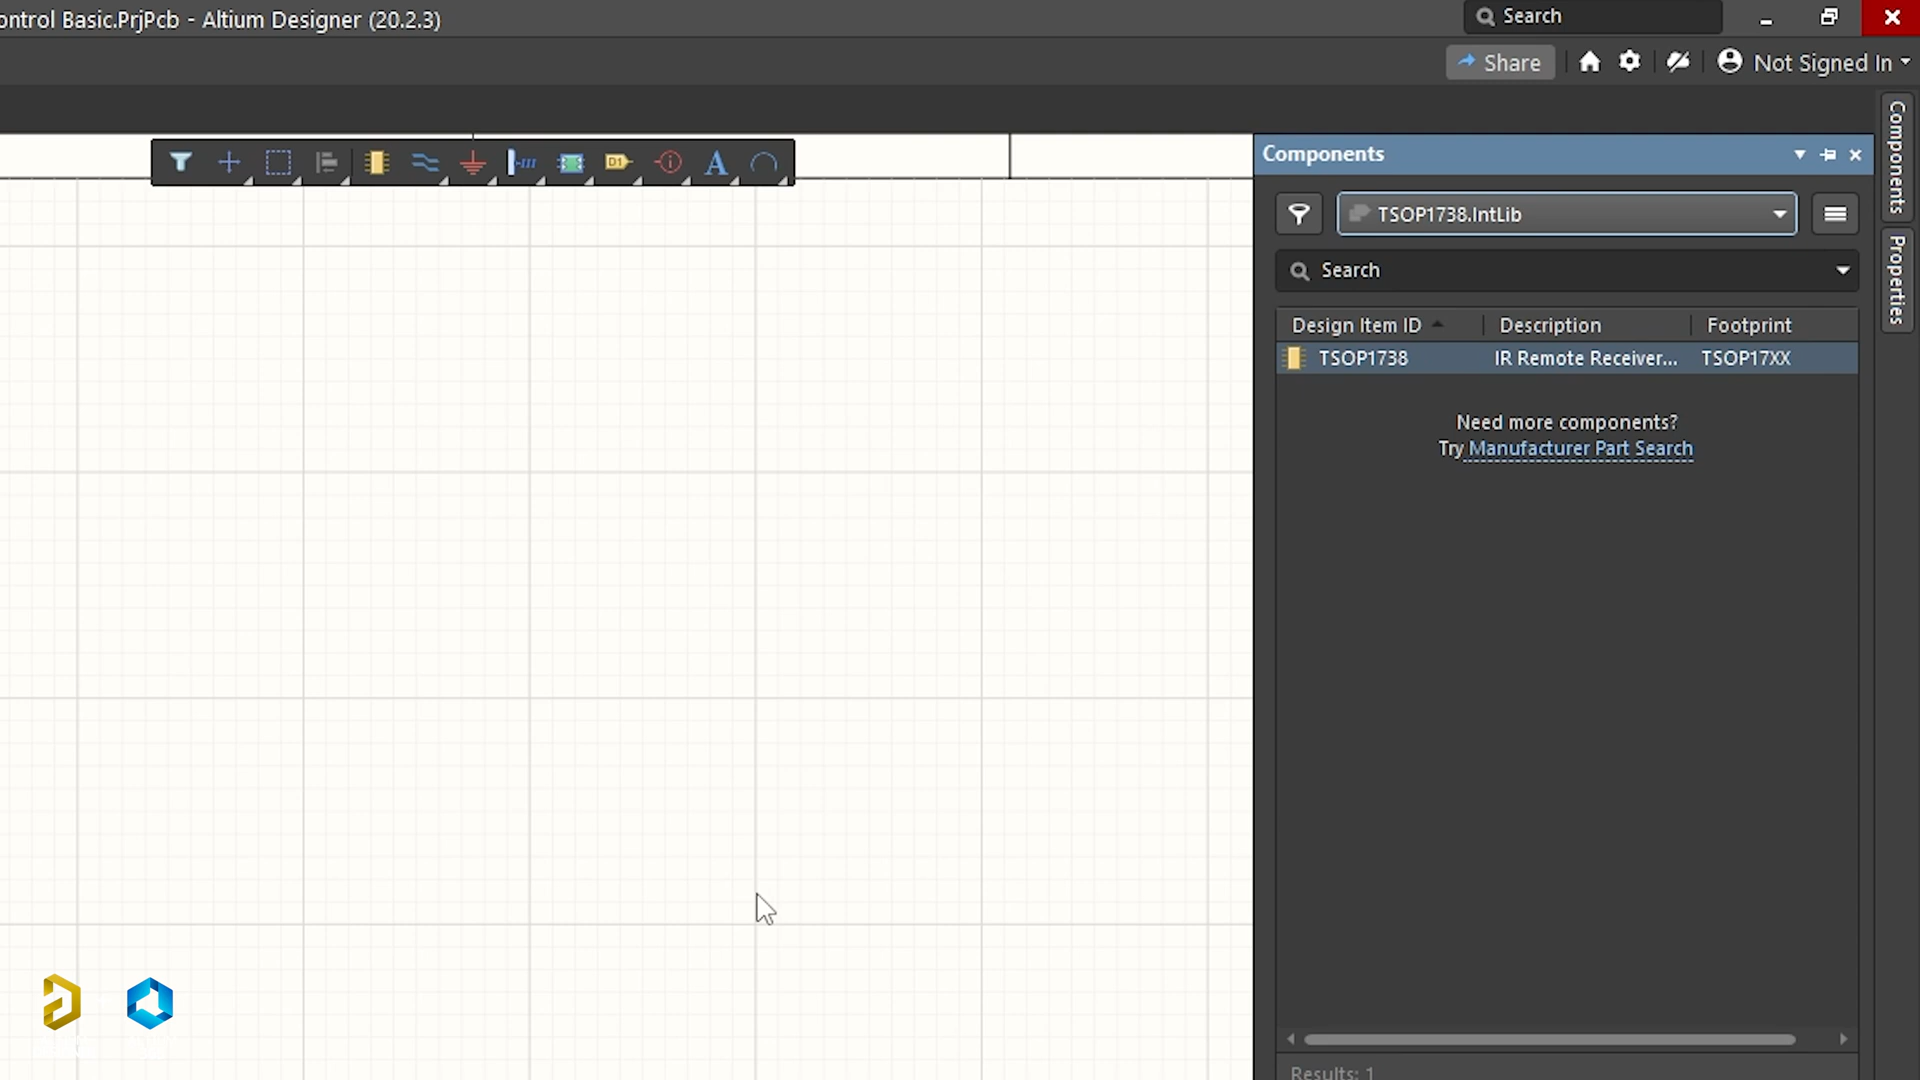 ontrol Basic.PrjPcb - Altium Designer (20.2.3)
Search
Share
Not Signed In
Components
TSOP1738.IntLib
Search
Design Item ID Description Footprint
TSOP1738 IR Remote Receiver... TSOP17XX
Need more components?
Try Manufacturer Part Search
Results: 1
Components
Properties
D1
A